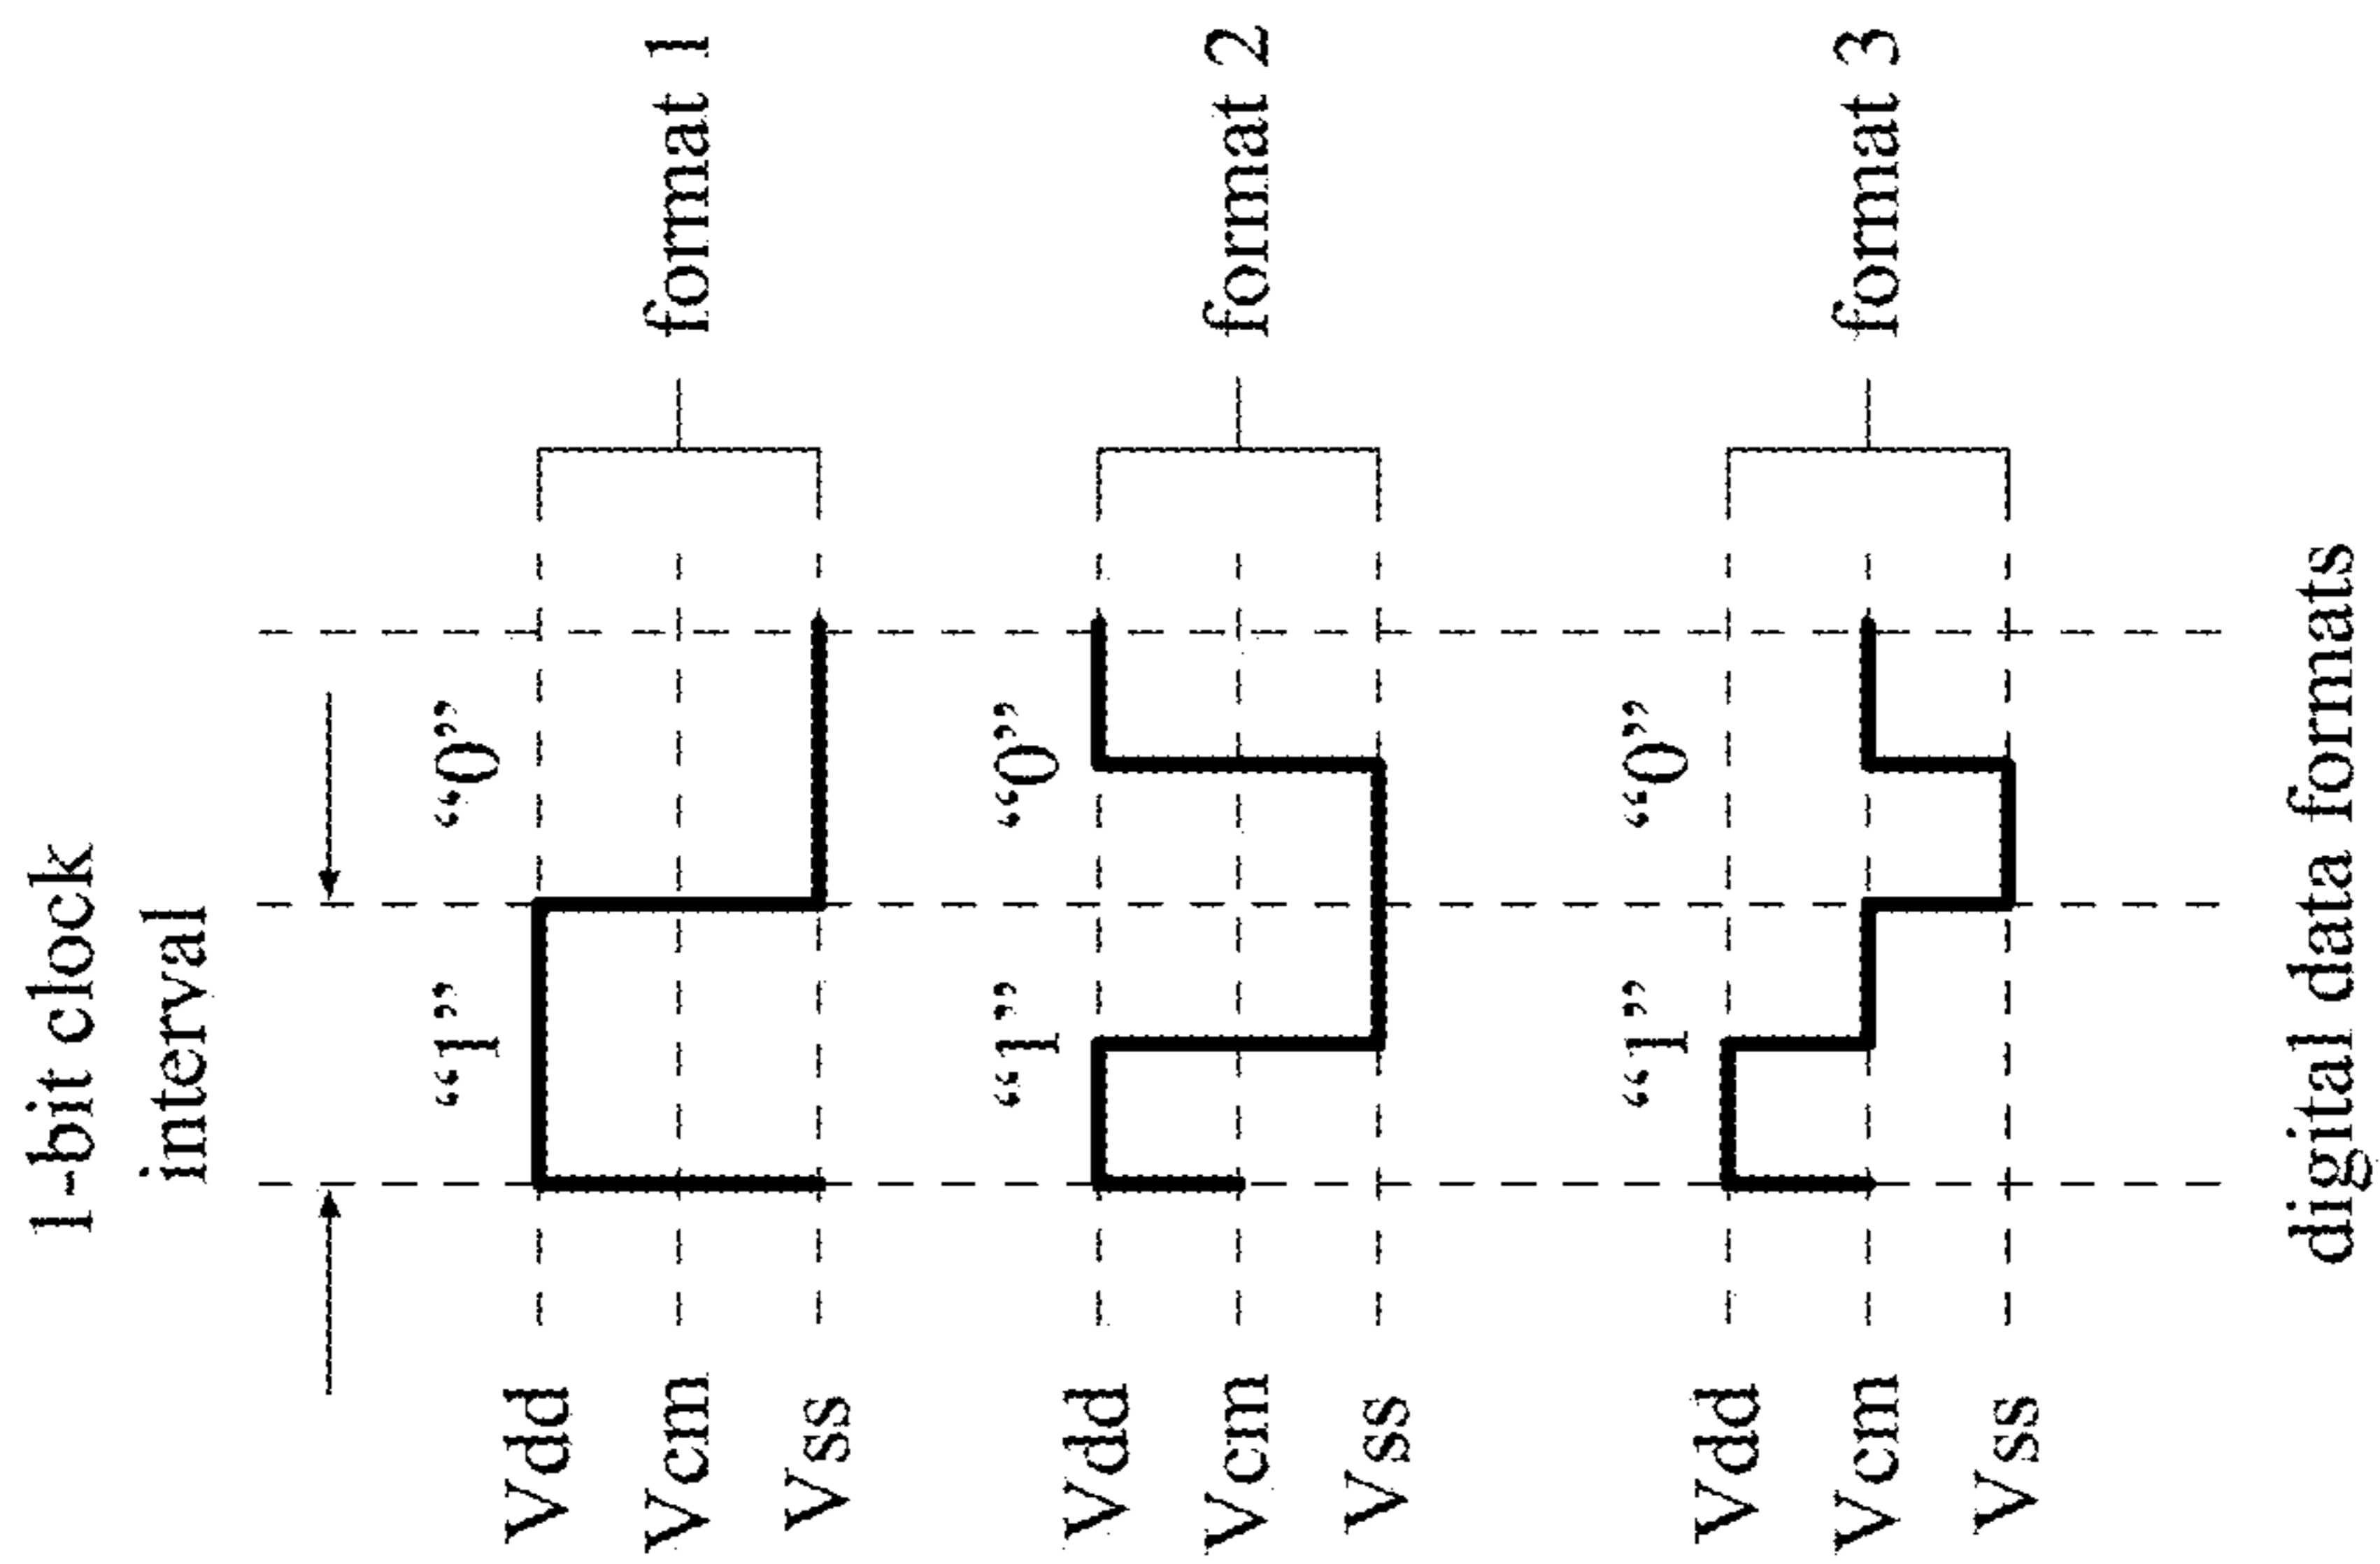 1-bit clock
interval
“1” “0”
Vdd
Vcm
Vss
format 1
“1” “0”
Vdd
Vcm
Vss
format 2
“1” “0”
Vdd
Vcm
Vss
format 3
digital data formats